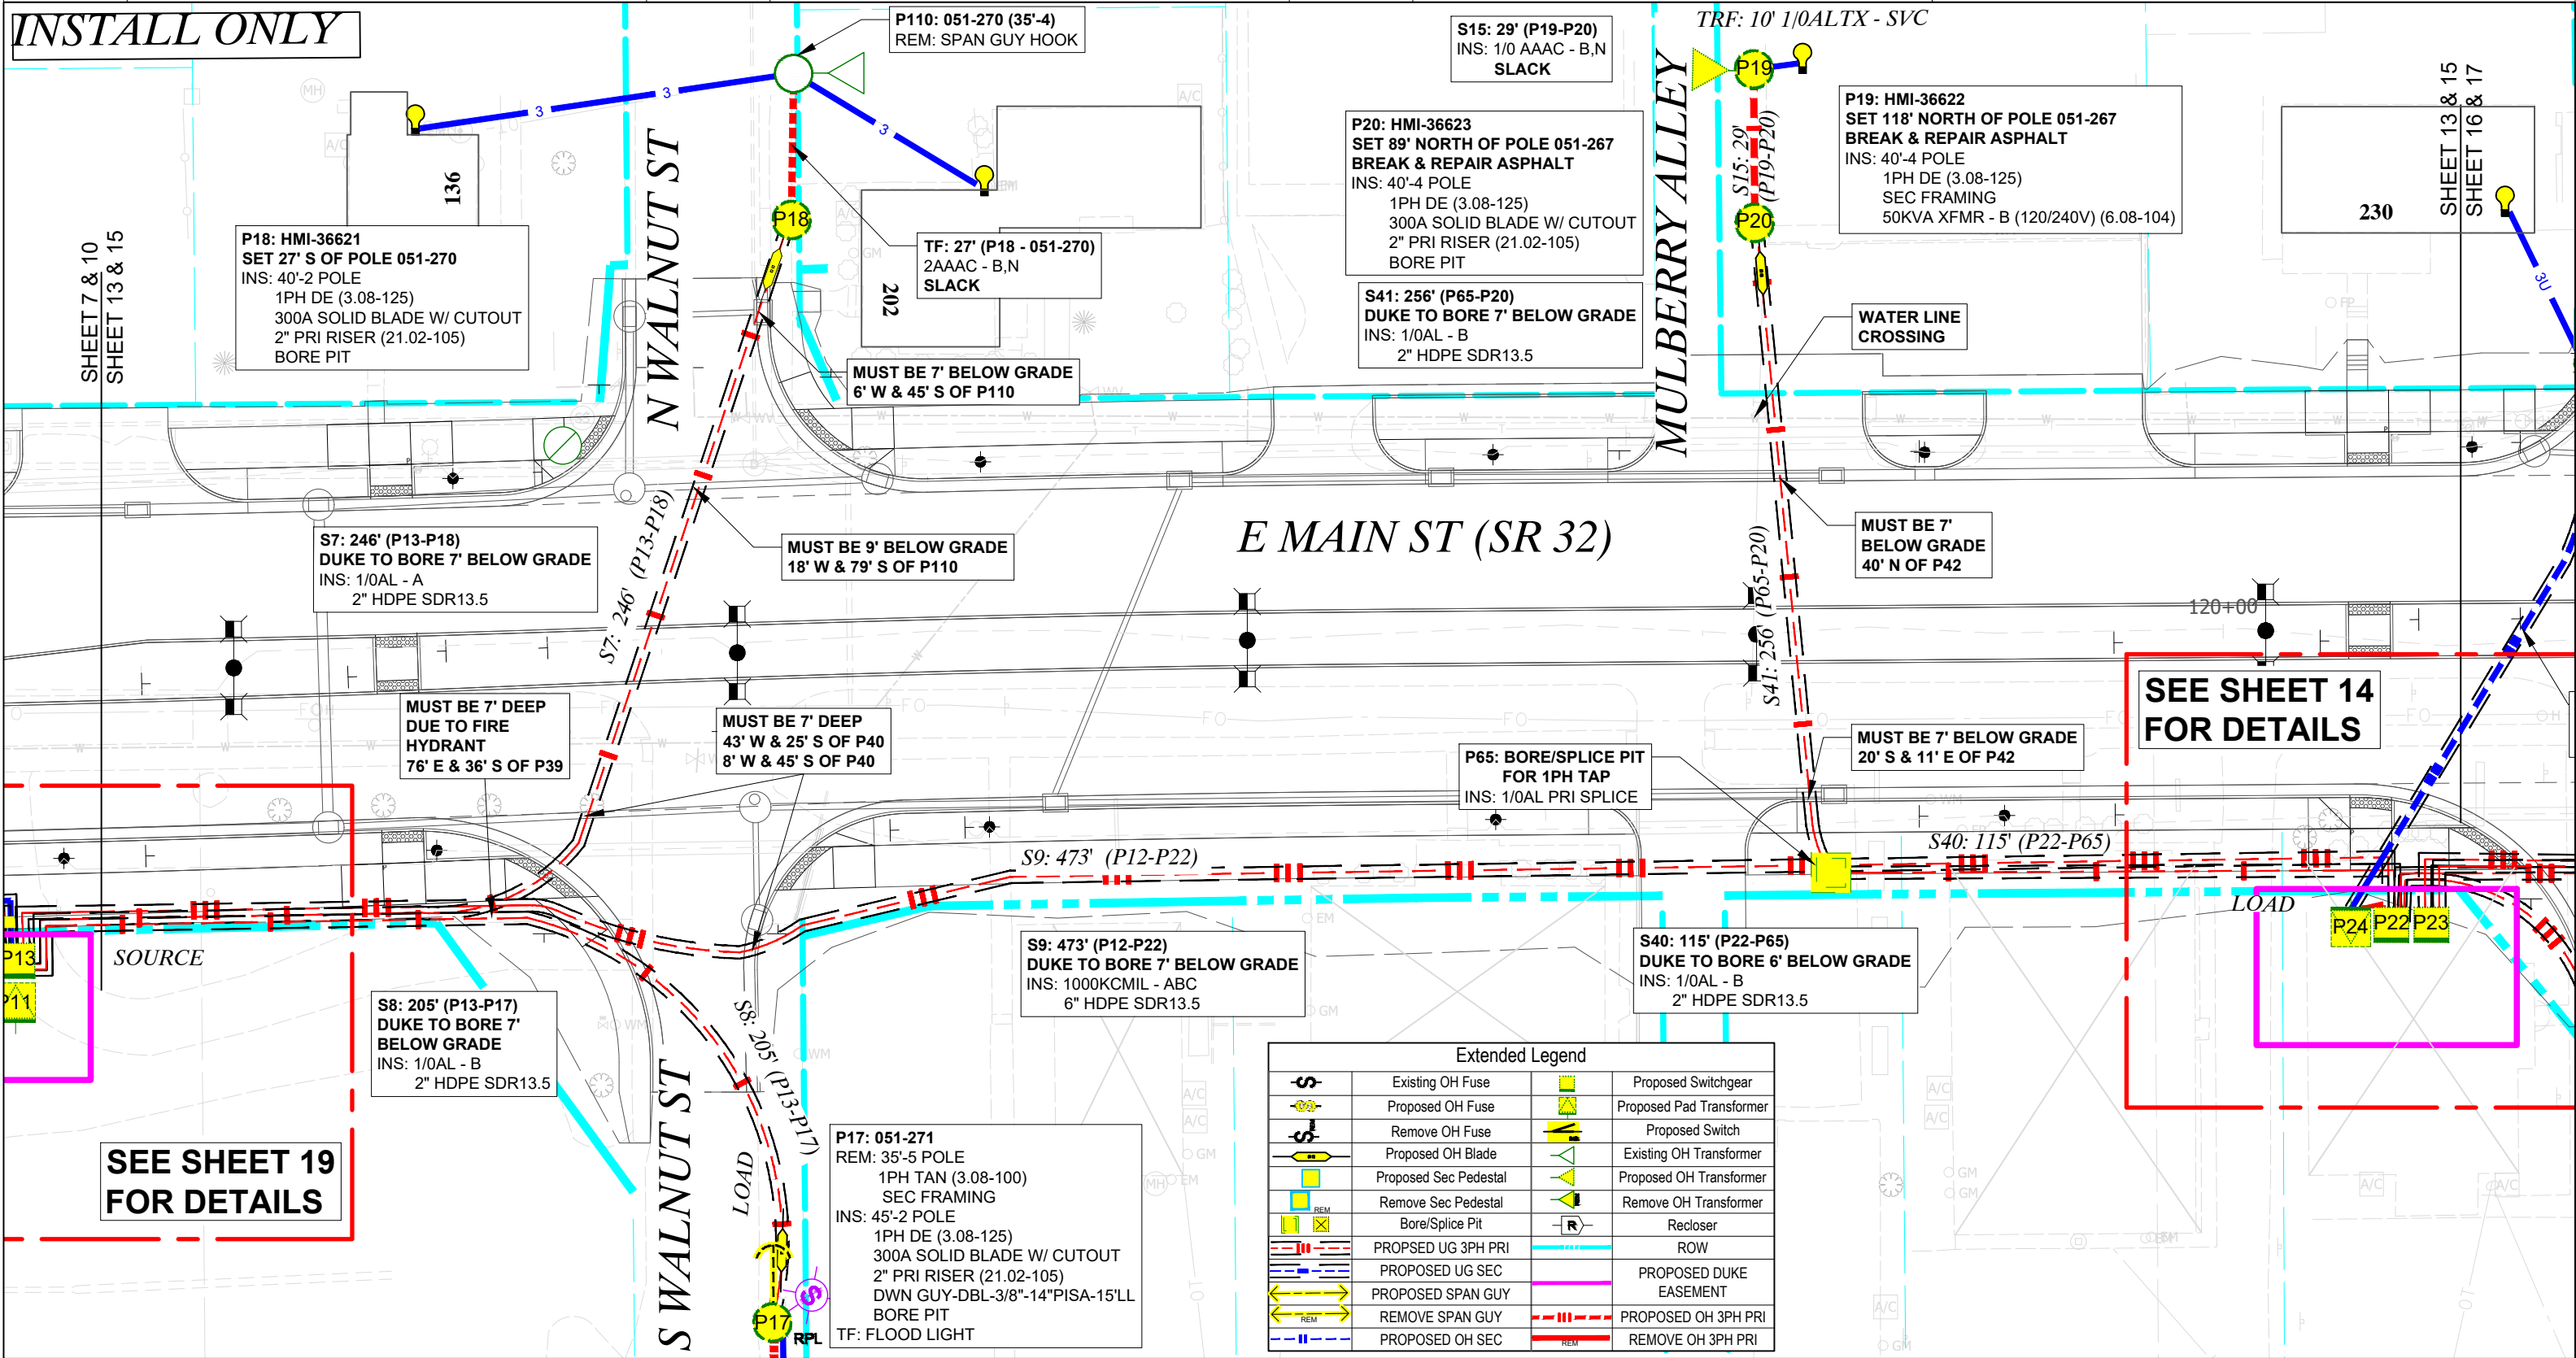 INSTALL ONLY
P110: 051-270 (35'-4)
REM: SPAN GUY HOOK
S15: 29' (P19-P20)
INS: 1/0 AAAC - B,N
SLACK
TRF: 10' 1/0ALTX - SVC
P19
P20: HMI-36623
SET 89' NORTH OF POLE 051-267
BREAK & REPAIR ASPHALT
INS: 40'-4 POLE
1PH DE (3.08-125)
300A SOLID BLADE W/ CUTOUT
2" PRI RISER (21.02-105)
BORE PIT
P19: HMI-36622
SET 118' NORTH OF POLE 051-267
BREAK & REPAIR ASPHALT
INS: 40'-4 POLE
1PH DE (3.08-125)
SEC FRAMING
50KVA XFMR - B (120/240V) (6.08-104)
SHEET 13 & 15
SHEET 16 & 17
230
3U
MH
A/C
A/C
3
3
3
136
N WALNUT ST
MULBERRY ALLEY
S15: 29'
(P19-P20)
P20
P18
SHEET 7 & 10
SHEET 13 & 15
P18: HMI-36621
SET 27' S OF POLE 051-270
INS: 40'-2 POLE
1PH DE (3.08-125)
300A SOLID BLADE W/ CUTOUT
2" PRI RISER (21.02-105)
BORE PIT
TF: 27' (P18 - 051-270)
2AAAC - B,N
SLACK
202
GM
S41: 256' (P65-P20)
DUKE TO BORE 7' BELOW GRADE
INS: 1/0AL - B
2" HDPE SDR13.5
WATER LINE
CROSSING
MUST BE 7' BELOW GRADE
6' W & 45' S OF P110
S7: 246' (P13-P18)
DUKE TO BORE 7' BELOW GRADE
INS: 1/0AL - A
2" HDPE SDR13.5
S7: 246' (P13-P18)
MUST BE 9' BELOW GRADE
18' W & 79' S OF P110
E MAIN ST (SR 32)
S41: 256' (P65-P20)
MUST BE 7'
BELOW GRADE
40' N OF P42
120+00
MUST BE 7' DEEP
DUE TO FIRE
HYDRANT
76' E & 36' S OF P39
MUST BE 7' DEEP
43' W & 25' S OF P40
8' W & 45' S OF P40
P65: BORE/SPLICE PIT
FOR 1PH TAP
INS: 1/0AL PRI SPLICE
MUST BE 7' BELOW GRADE
20' S & 11' E OF P42
SEE SHEET 14
FOR DETAILS
S9: 473' (P12-P22)
S40: 115' (P22-P65)
LOAD
P24
P22
P23
P13
P11
SOURCE
S8: 205' (P13-P17)
DUKE TO BORE 7'
BELOW GRADE
INS: 1/0AL - B
2" HDPE SDR13.5
S9: 473' (P12-P22)
DUKE TO BORE 7' BELOW GRADE
INS: 1000KCMIL - ABC
6" HDPE SDR13.5
S40: 115' (P22-P65)
DUKE TO BORE 6' BELOW GRADE
INS: 1/0AL - B
2" HDPE SDR13.5
S8: 205' (P13-P17)
SEE SHEET 19
FOR DETAILS
S WALNUT ST
LOAD
P17
RPL
S
P17: 051-271
REM: 35'-5 POLE
1PH TAN (3.08-100)
SEC FRAMING
INS: 45'-2 POLE
1PH DE (3.08-125)
300A SOLID BLADE W/ CUTOUT
2" PRI RISER (21.02-105)
DWN GUY-DBL-3/8"-14"PISA-15'LL
BORE PIT
TF: FLOOD LIGHT
Extended Legend
Existing OH Fuse
Proposed Switchgear
Proposed OH Fuse
Proposed Pad Transformer
Remove OH Fuse
Proposed Switch
Proposed OH Blade
Existing OH Transformer
Proposed Sec Pedestal
Proposed OH Transformer
REM
Remove Sec Pedestal
Remove OH Transformer
Bore/Splice Pit
R
Recloser
PROPSED UG 3PH PRI
ROW
PROPOSED UG SEC
PROPOSED DUKE
EASEMENT
PROPOSED SPAN GUY
REM
REMOVE SPAN GUY
PROPOSED OH 3PH PRI
PROPOSED OH SEC
REM
REMOVE OH 3PH PRI